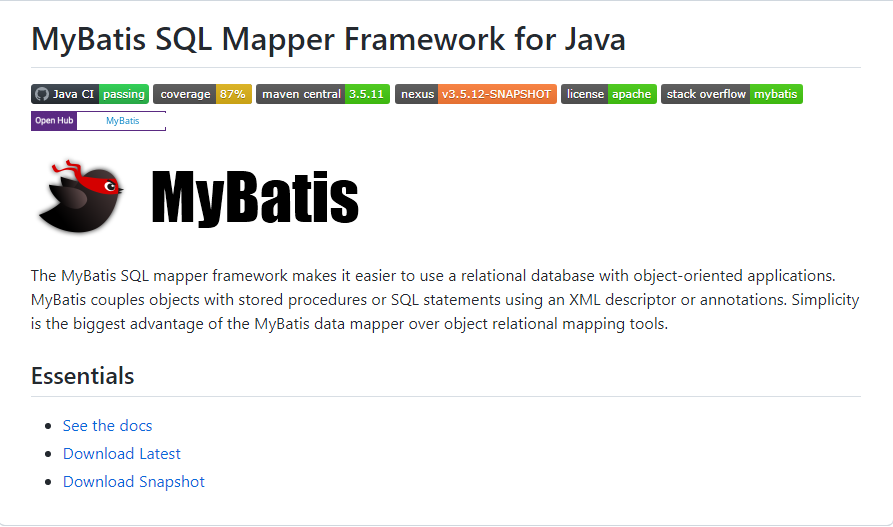 MyBatis SQL Mapper Framework for Java
Java CI passing coverage 87% maven central 3.5.11 nexus v3.5.12-SNAPSHOT license apache stack overflow mybatis
Open Hub MyBatis
MyBatis
The MyBatis SQL mapper framework makes it easier to use a relational database with object-oriented applications.
MyBatis couples objects with stored procedures or SQL statements using an XML descriptor or annotations. Simplicity
is the biggest advantage of the MyBatis data mapper over object relational mapping tools.
Essentials
See the docs
Download Latest
Download Snapshot